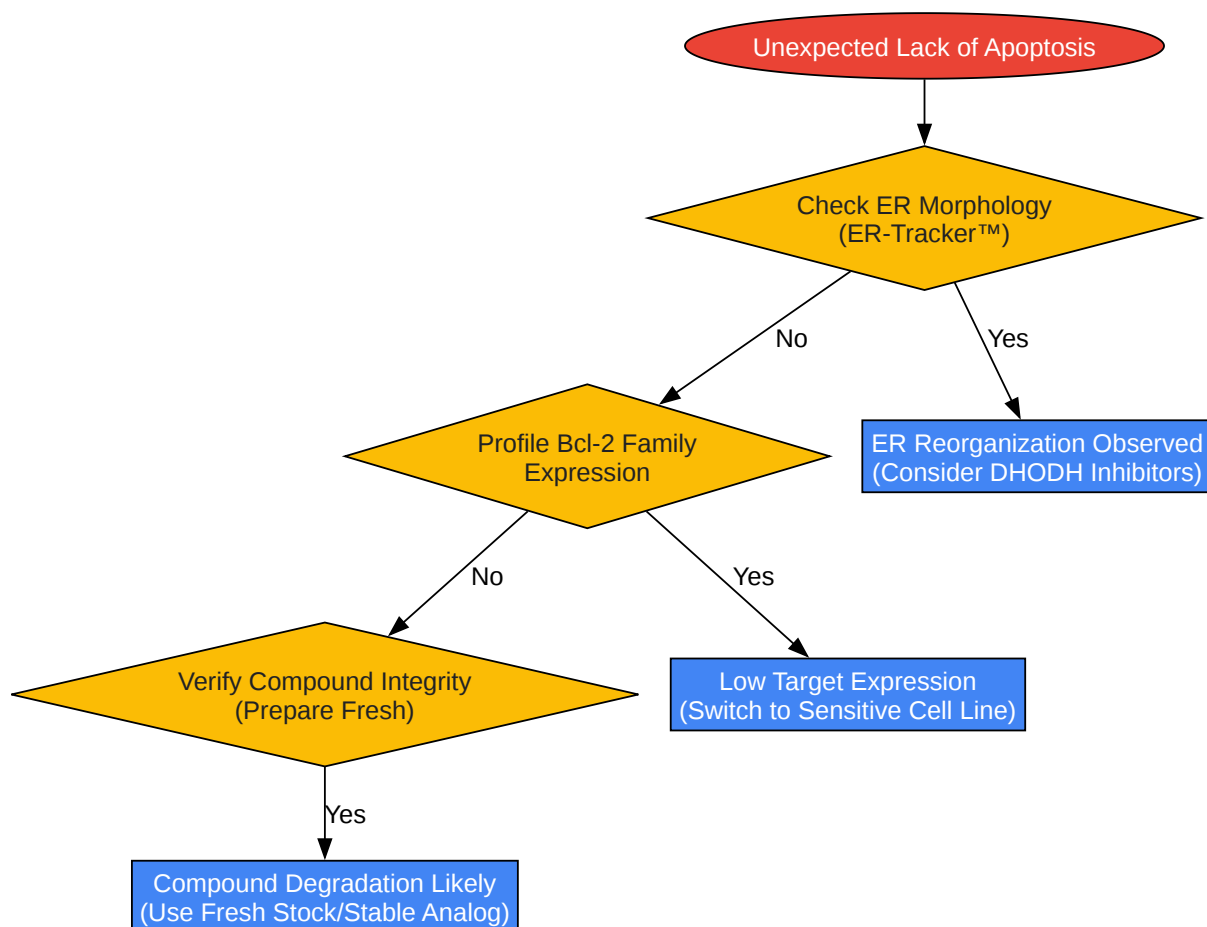 Unexpected Lack of Apoptosis
Check ER Morphology
(ER-Tracker™)
No
Yes
Profile Bcl-2 Family
Expression
ER Reorganization Observed
(Consider DHODH Inhibitors)
No
Yes
Verify Compound Integrity
(Prepare Fresh)
Low Target Expression
(Switch to Sensitive Cell Line)
Yes
Compound Degradation Likely
(Use Fresh Stock/Stable Analog)